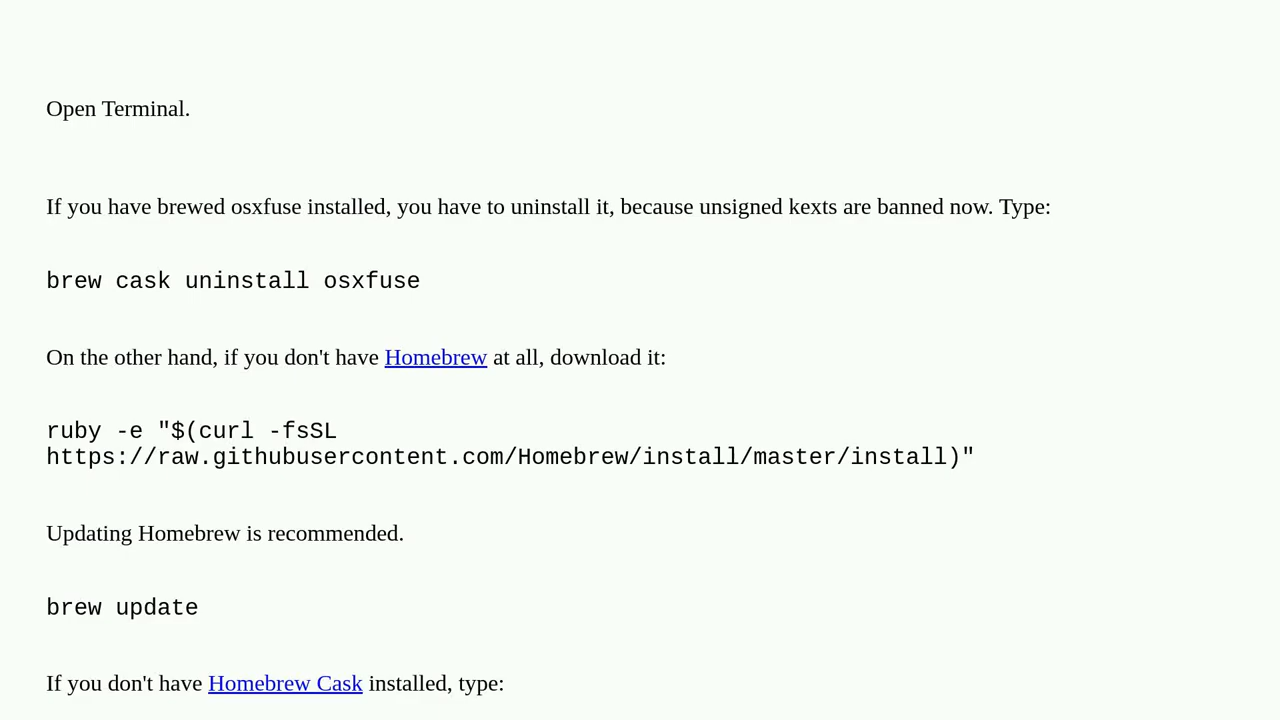 Open Terminal.
If you have brewed osxfuse installed, you have to uninstall it, because unsigned kexts are banned now. Type:
brew cask uninstall osxfuse
On the other hand, if you don't have Homebrew at all, download it:
ruby -e "$(curl -fsSL
https://raw.githubusercontent.com/Homebrew/install/master/install)"
Updating Homebrew is recommended.
brew update
If you don't have Homebrew Cask installed, type: